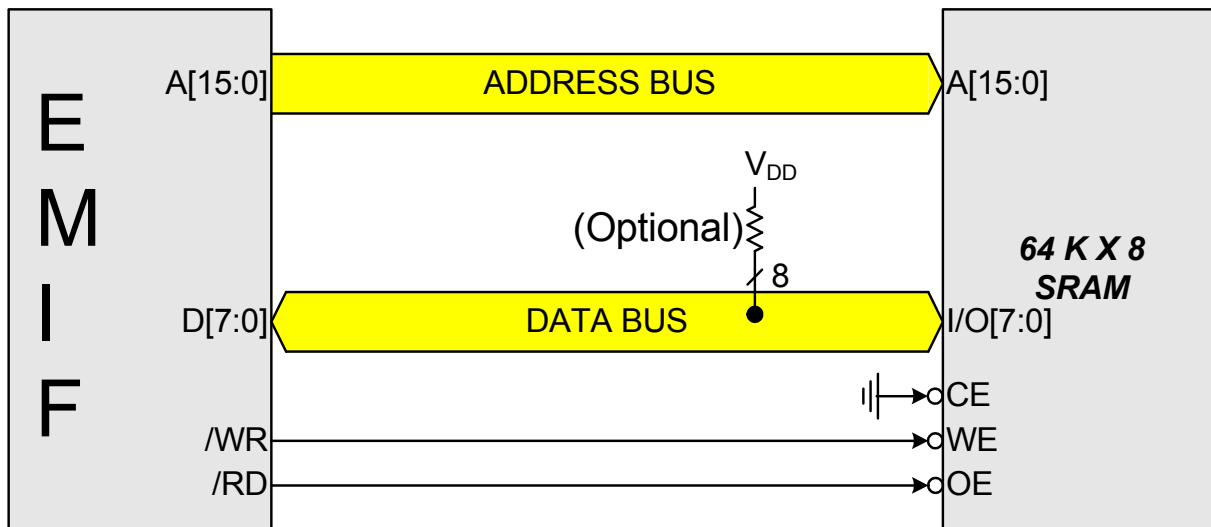 EMIF
A[15:0]
ADDRESS BUS
A[15:0]
VDD
(Optional)
8
64 K X 8
SRAM
D[7:0]
DATA BUS
I/O[7:0]
CE
/WR
WE
/RD
OE